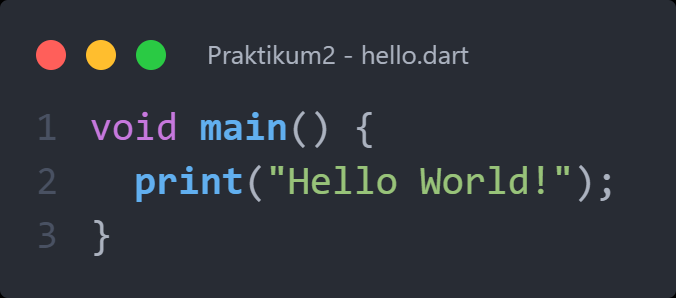 Praktikum2 - hello.dart
1 void main() {
2   print("Hello World!");
3 }